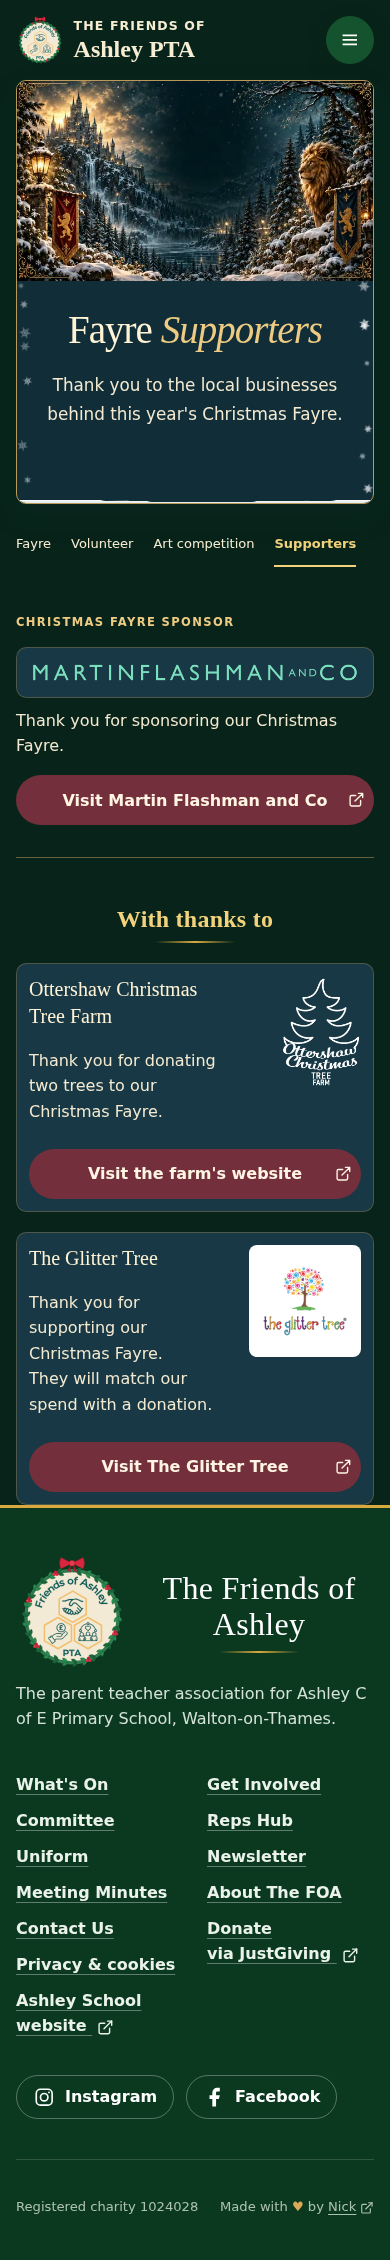 THE FRIENDS OF
Ashley PTA
Fayre Supporters
Thank you to the local businesses
behind this year's Christmas Fayre.
Fayre Volunteer Art competition Supporters
CHRISTMAS FAYRE SPONSOR
MARTINFLASHMANANDCO
Thank you for sponsoring our Christmas
Fayre.
Visit Martin Flashman and Co
With thanks to
Ottershaw Christmas
Tree Farm
Ottershaw
Christmas
TREE
FARM
Thank you for donating
two trees to our
Christmas Fayre.
Visit the farm's website
The Glitter Tree
the glitter tree
Thank you for
supporting our
Christmas Fayre.
They will match our
spend with a donation.
Visit The Glitter Tree
Friends of Ashley
PTA
The Friends of
Ashley
The parent teacher association for Ashley C
of E Primary School, Walton-on-Thames.
What's On
Committee
Uniform
Meeting Minutes
Contact Us
Privacy & cookies
Ashley School
website
Get Involved
Reps Hub
Newsletter
About The FOA
Donate
via JustGiving
Instagram Facebook
Registered charity 1024028 Made with ♥ by Nick